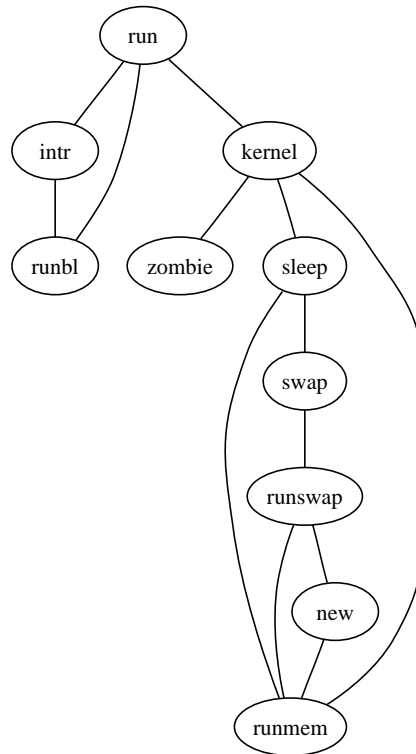 run
intr
kernel
runbl
zombie
sleep
swap
runswap
new
runmem